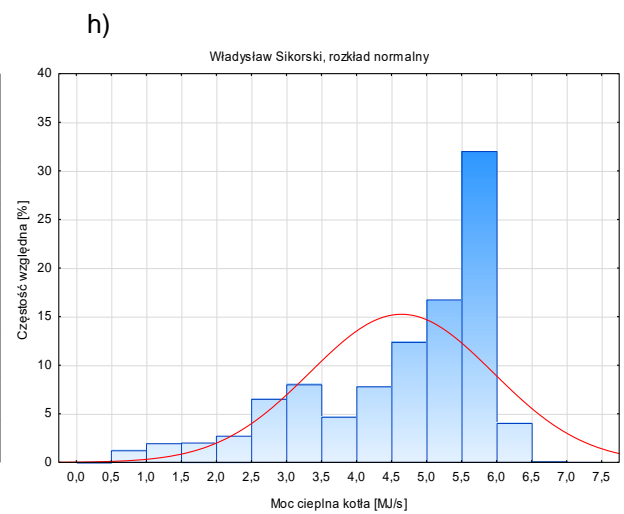 h)
Władysław Sikorski, rozkład normalny
40
35
30
25
20
15
10
5
0
Częstość względna [%]
0,0 0,5 1,0 1,5 2,0 2,5 3,0 3,5 4,0 4,5 5,0 5,5 6,0 6,5 7,0 7,5
Moc cieplna kotła [MJ/s]